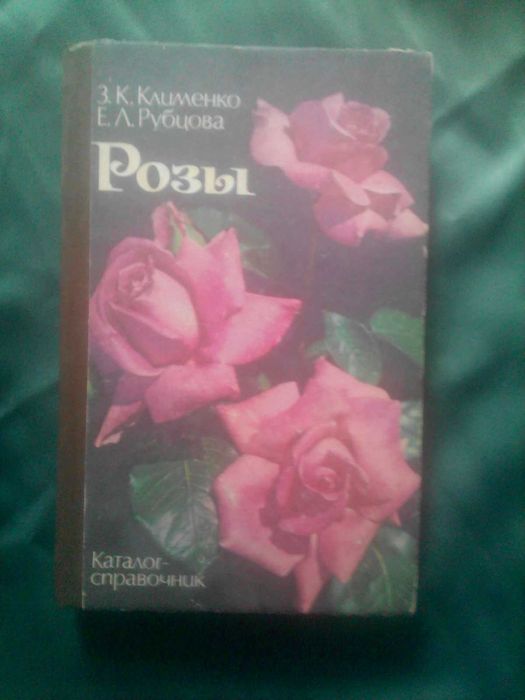 З. К. Клименко
Е. Л. Рубцова
Розы
Каталог-
справочник